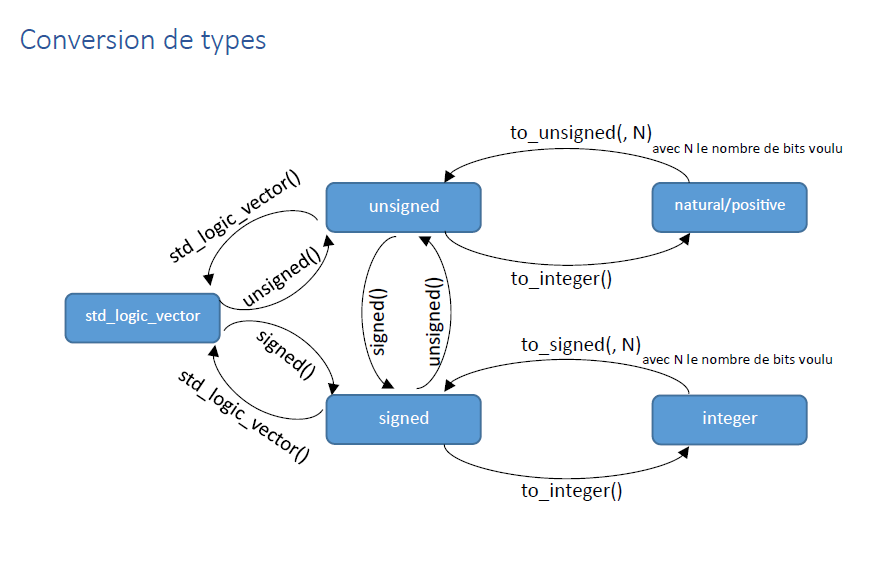 Conversion de types
to_unsigned(, N)
avec N le nombre de bits voulu
std_logic_vector()
unsigned
natural/positive
unsigned()
to_integer()
std_logic_vector
signed()
unsigned()
signed()
to_signed(, N)
avec N le nombre de bits voulu
std_logic_vector()
signed
integer
to_integer()